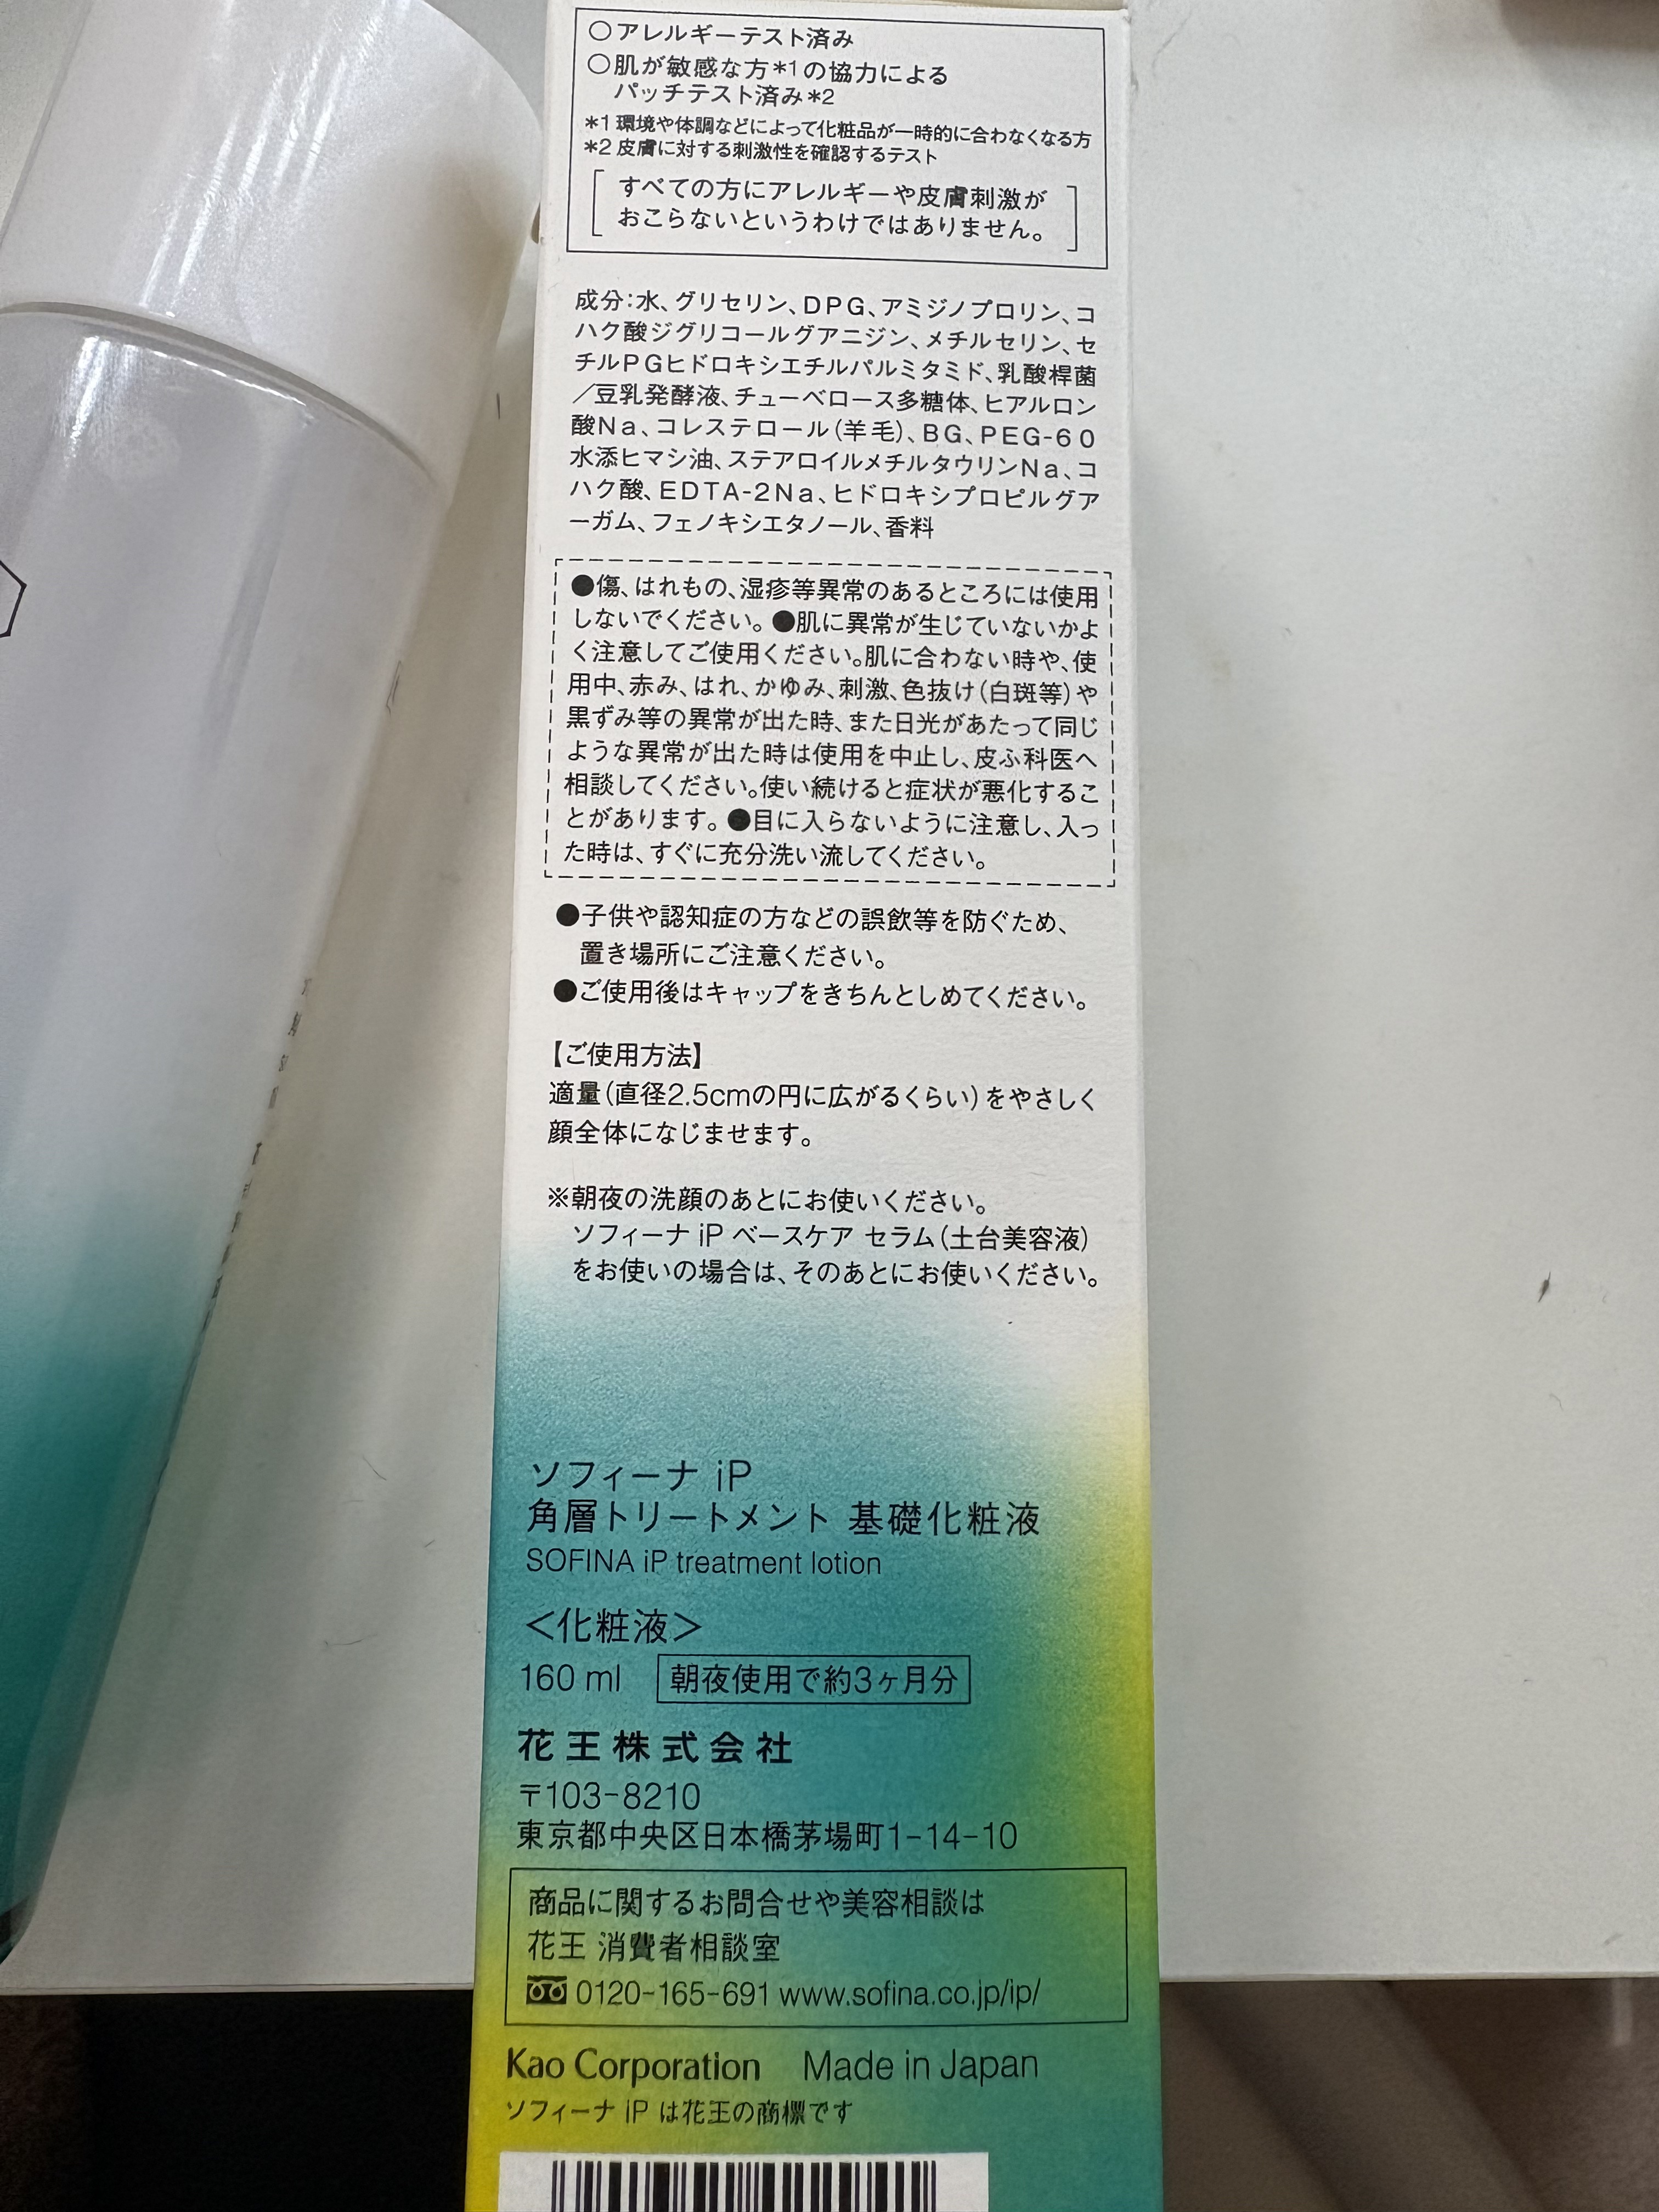 ○アレルギーテスト済み
○肌が敏感な方*1の協力による
パッチテスト済み*2
*1 環境や体調などによって化粧品が一時的に合わなくなる方
*2 皮膚に対する刺激性を確認するテスト
すべての方にアレルギーや皮膚刺激が
おこらないというわけではありません。
成分:水、グリセリン、DPG、アミジノプロリン、コ
ハク酸ジグリコールグアニジン、メチルセリン、セ
チルPGヒドロキシエチルパルミタミド、乳酸桿菌
/豆乳発酵液、チューベロース多糖体、ヒアルロン
酸Na、コレステロール(羊毛)、BG、PEG-60
水添ヒマシ油、ステアロイルメチルタウリンNa、コ
ハク酸、EDTA-2Na、ヒドロキシプロピルグア
ーガム、フェノキシエタノール、香料
●傷、はれもの、湿疹等異常のあるところには使用
しないでください。●肌に異常が生じていないかよ
く注意してご使用ください。肌に合わない時や、使
用中、赤み、はれ、かゆみ、刺激、色抜け(白斑等)や
黒ずみ等の異常が出た時、また日光があたって同じ
ような異常が出た時は使用を中止し、皮ふ科医へ
相談してください。使い続けると症状が悪化するこ
とがあります。●目に入らないように注意し、入っ
た時は、すぐに充分洗い流してください。
●子供や認知症の方などの誤飲等を防ぐため、
置き場所にご注意ください。
●ご使用後はキャップをきちんとしめてください。
【ご使用方法】
適量(直径2.5cmの円に広がるくらい)をやさしく
顔全体になじませます。
※朝夜の洗顔のあとにお使いください。
ソフィーナ iP ベースケア セラム(土台美容液)
をお使いの場合は、そのあとにお使いください。
ソフィーナ iP
角層トリートメント 基礎化粧液
SOFINA iP treatment lotion
<化粧液>
160 ml 朝夜使用で約3ヶ月分
花王株式会社
〒103-8210
東京都中央区日本橋茅場町1-14-10
商品に関するお問合せや美容相談は
花王 消費者相談室
0120-165-691 www.sofina.co.jp/ip/
Kao Corporation Made in Japan
ソフィーナ iP は花王の商標です